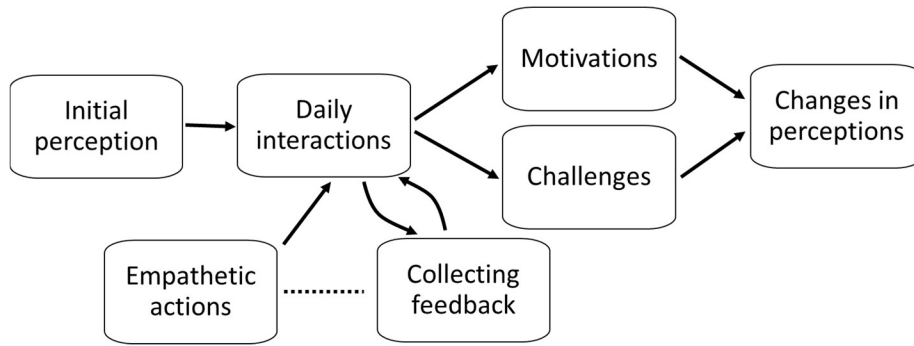 Motivations
Initial
perception
Daily
interactions
Changes in
perceptions
Challenges
Empathetic
actions
Collecting
feedback